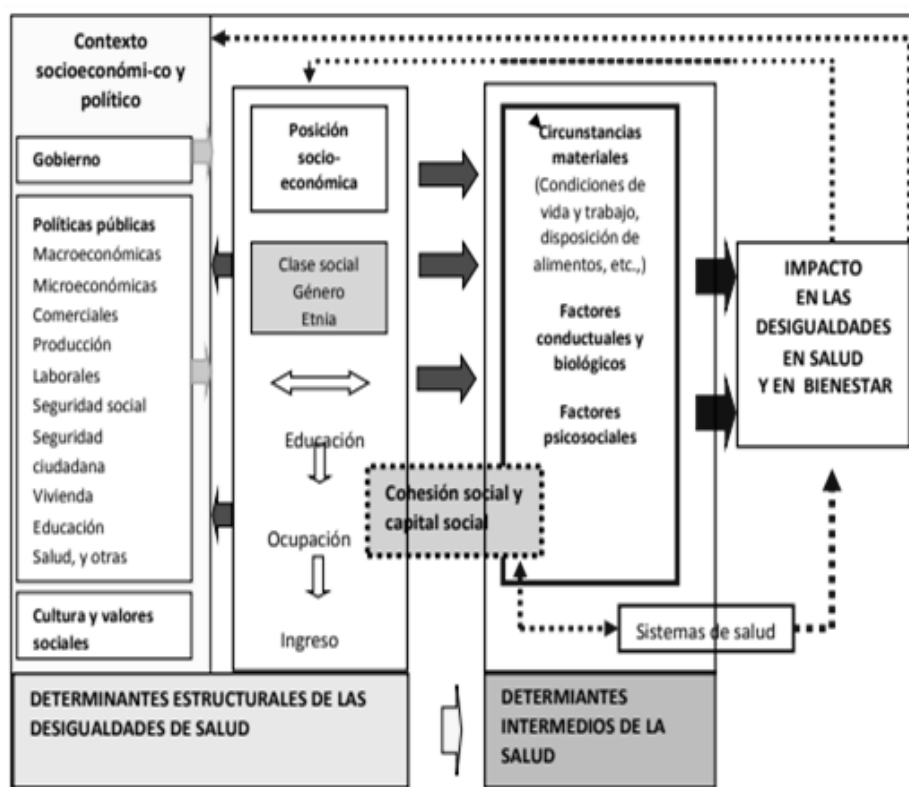 Contexto
socioeconómi-co y
político
Gobierno
Políticas públicas
Macroeconómicas
Microeconómicas
Comerciales
Producción
Laborales
Seguridad social
Seguridad
ciudadana
Vivienda
Educación
Salud, y otras
Cultura y valores
sociales
Posición
socio-
económica
Clase social
Género
Etnia
Educación
Ocupación
Ingreso
Cohesión social y
capital social
Circunstancias
materiales
(Condiciones de
vida y trabajo,
disposición de
alimentos, etc.,)
Factores
conductuales y
biológicos
Factores
psicosociales
Sistemas de salud
IMPACTO
EN LAS
DESIGUALDADES
EN SALUD
Y EN BIENESTAR
DETERMINANTES ESTRUCTURALES DE LAS
DESIGUALDADES DE SALUD
DETERMIANTES
INTERMEDIOS DE LA
SALUD